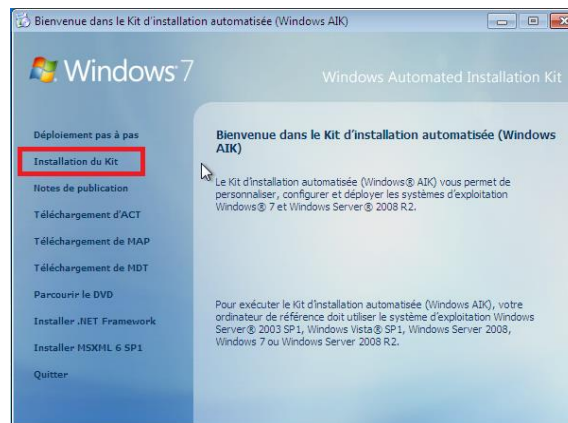 Bienvenue dans le Kit d'installation automatisée (Windows AIK)
Windows 7
Windows Automated Installation Kit
Déploiement pas à pas
Installation du Kit
Notes de publication
Téléchargement d'ACT
Téléchargement de MAP
Téléchargement de MDT
Parcourir le DVD
Installer .NET Framework
Installer MSXML 6 SP1
Quitter
Bienvenue dans le Kit d'installation automatisée (Windows
AIK)
Le Kit d'installation automatisée (Windows® AIK) vous permet de
personnaliser, configurer et déployer les systèmes d'exploitation
Windows® 7 et Windows Server® 2008 R2.
Pour exécuter le Kit d'installation automatisée (Windows AIK), votre
ordinateur de référence doit utiliser le système d'exploitation Windows
Server® 2003 SP1, Windows Vista® SP1, Windows Server 2008,
Windows 7 ou Windows Server 2008 R2.